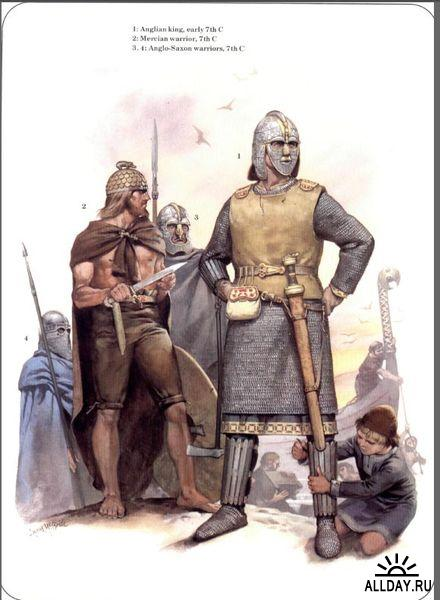 1: Anglian king, early 7th C
2: Mercian warrior, 7th C
3. 4: Anglo-Saxon warriors, 7th C
1
2
3
4
ALLDAY.RU